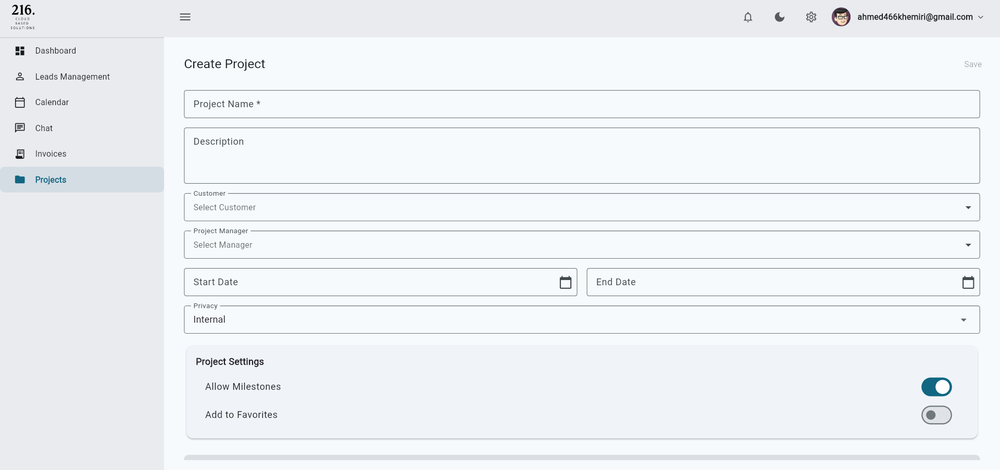 216.
CLOUD
BASED
SOLUTIONS
ahmed466khemiri@gmail.com
Dashboard
Leads Management
Calendar
Chat
Invoices
Projects
Create Project
Save
Project Name *
Description
Customer
Select Customer
Project Manager
Select Manager
Start Date
End Date
Privacy
Internal
Project Settings
Allow Milestones
Add to Favorites